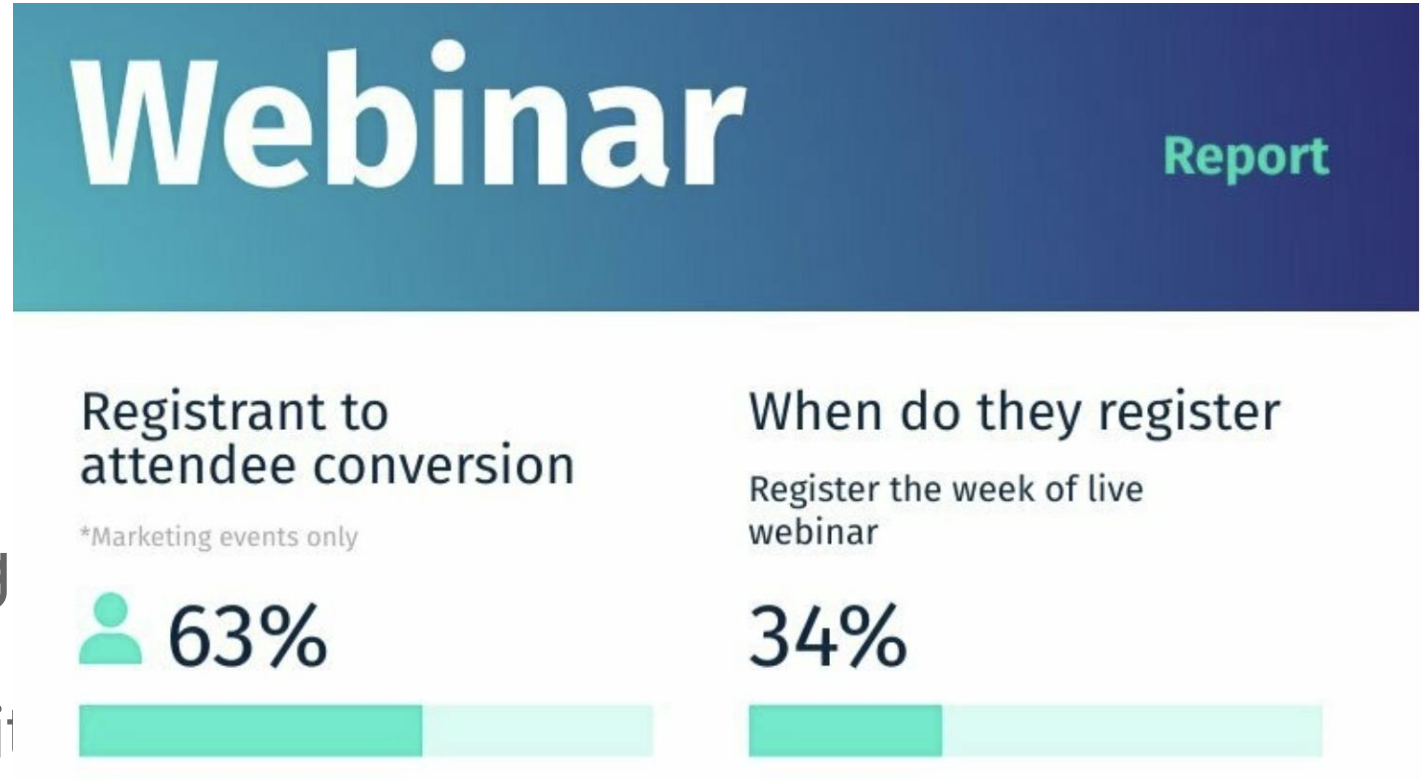 Webinar
Report
Registrant to
attendee conversion
*Marketing events only
63%
When do they register
Register the week of live
webinar
34%